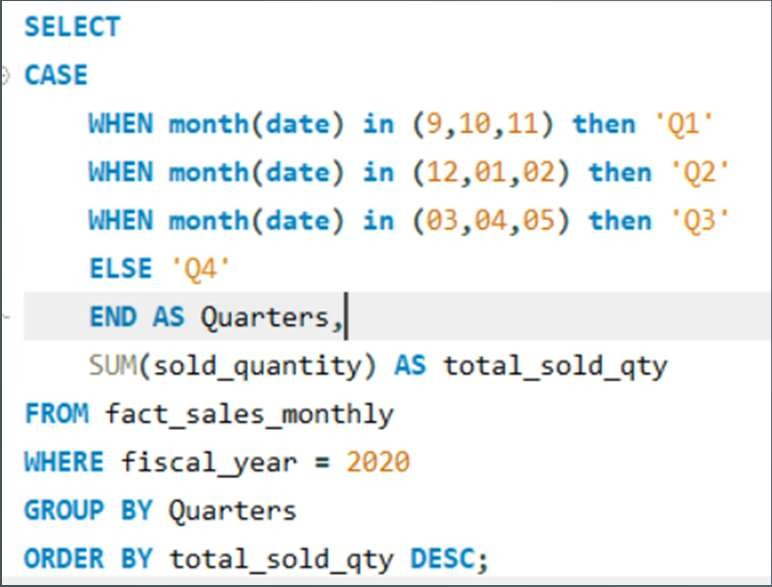 SELECT
CASE
WHEN month(date) in (9,10,11) then 'Q1'
WHEN month(date) in (12,01,02) then 'Q2'
WHEN month(date) in (03,04,05) then 'Q3'
ELSE 'Q4'
END AS Quarters,
SUM(sold_quantity) AS total_sold_qty
FROM fact_sales_monthly
WHERE fiscal_year = 2020
GROUP BY Quarters
ORDER BY total_sold_qty DESC;